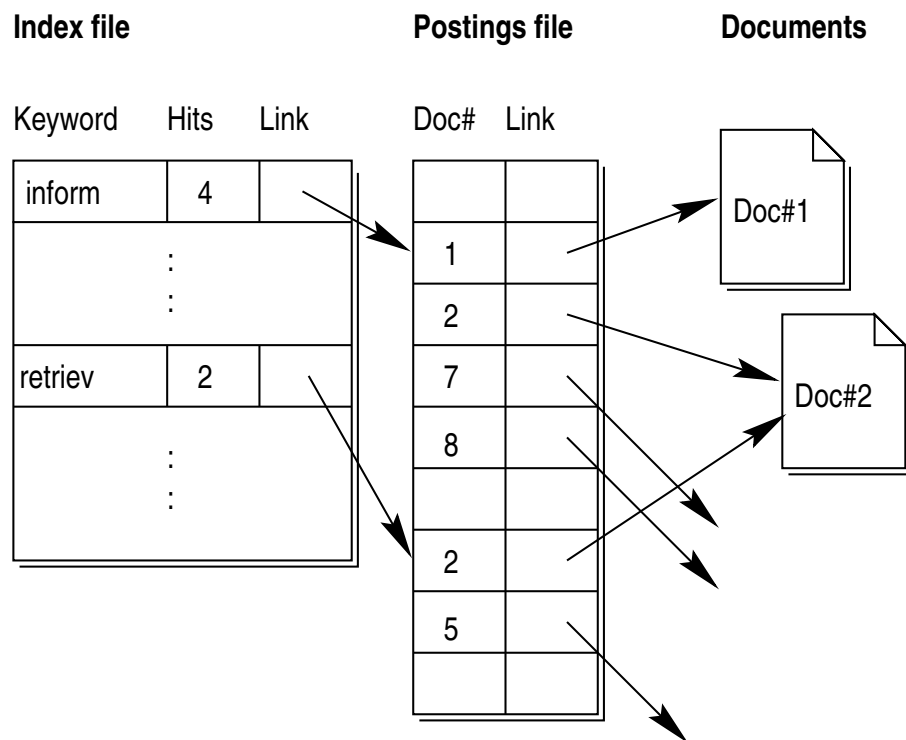 Index file Postings file Documents
Keyword Hits Link Doc# Link
inform 4
Doc#1
1
:
:
2
retriev 2
7
Doc#2
8
:
:
2
5